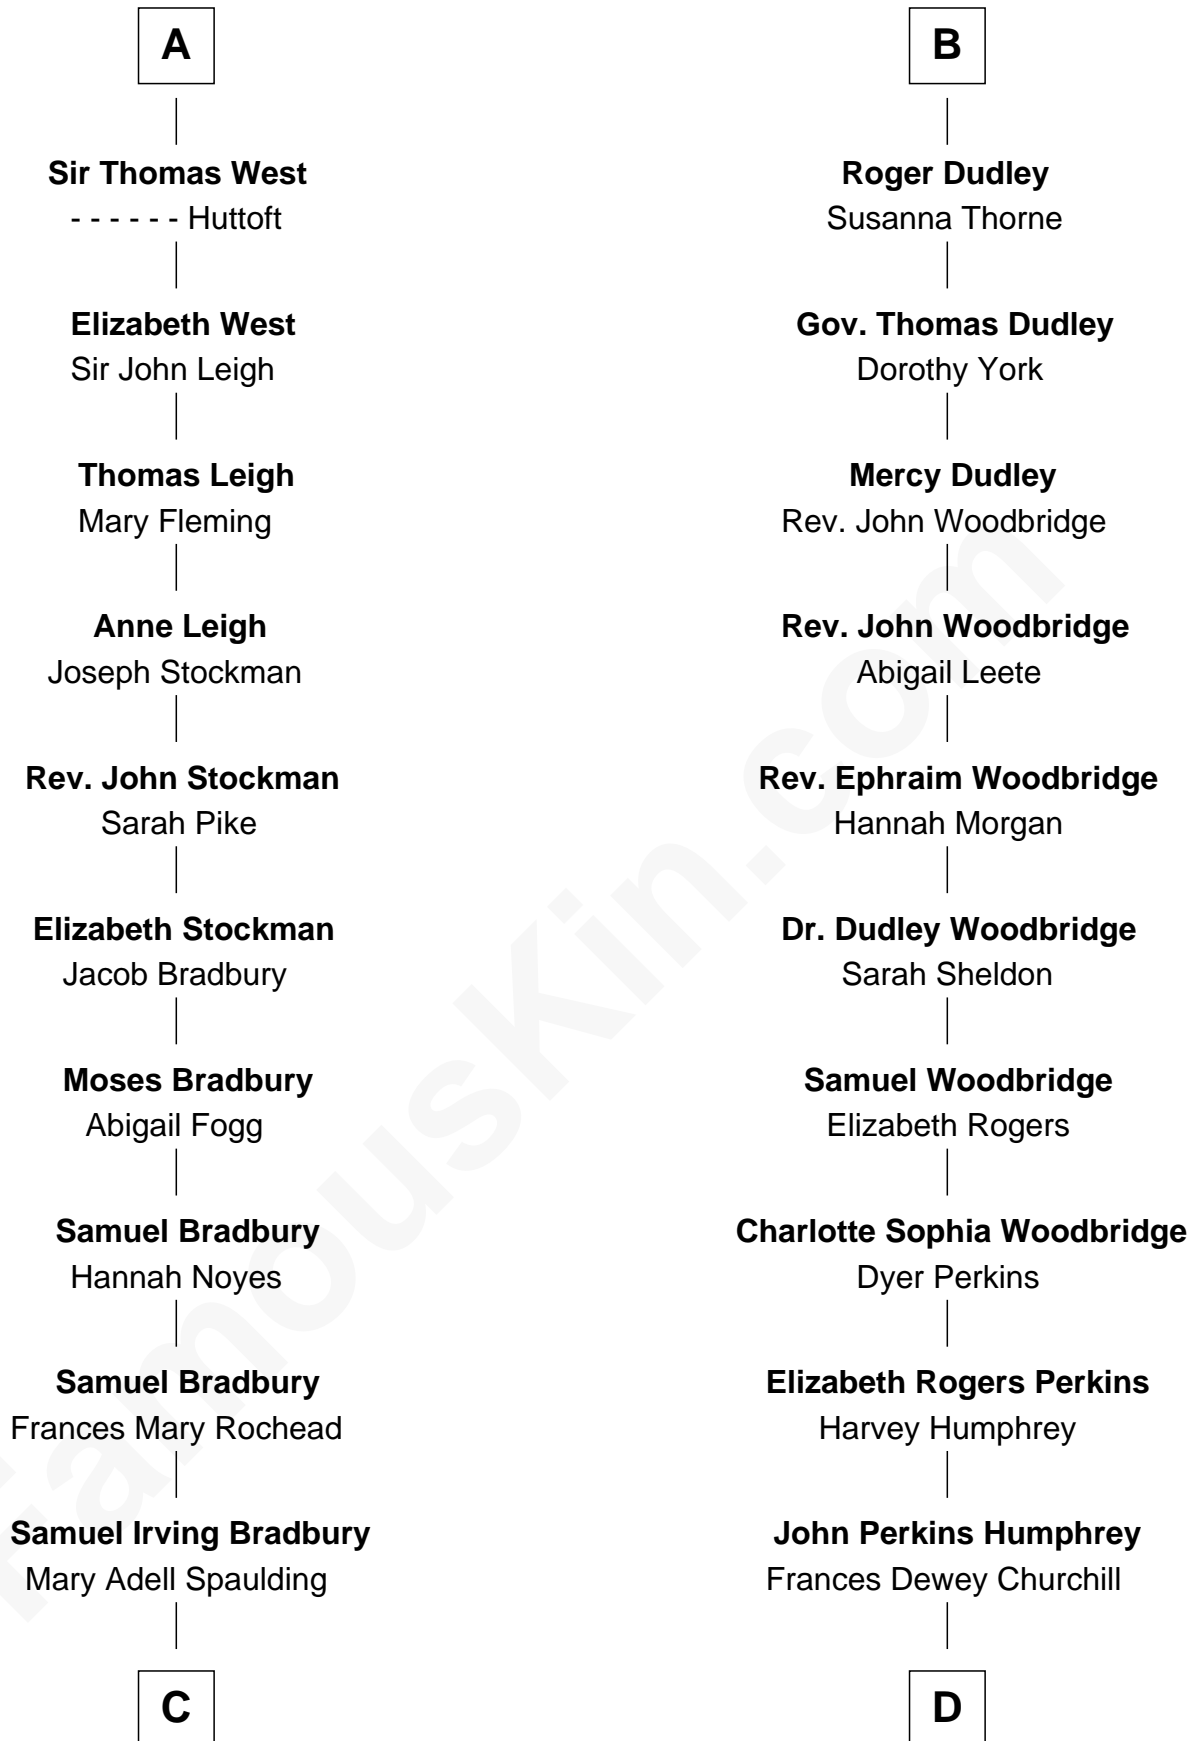 A
Sir Thomas West
- - - - - - Huttoft
Elizabeth West
Sir John Leigh
Thomas Leigh
Mary Fleming
Anne Leigh
Joseph Stockman
Rev. John Stockman
Sarah Pike
Elizabeth Stockman
Jacob Bradbury
Moses Bradbury
Abigail Fogg
Samuel Bradbury
Hannah Noyes
Samuel Bradbury
Frances Mary Rochead
Samuel Irving Bradbury
Mary Adell Spaulding
C
B
Roger Dudley
Susanna Thorne
Gov. Thomas Dudley
Dorothy York
Mercy Dudley
Rev. John Woodbridge
Rev. John Woodbridge
Abigail Leete
Rev. Ephraim Woodbridge
Hannah Morgan
Dr. Dudley Woodbridge
Sarah Sheldon
Samuel Woodbridge
Elizabeth Rogers
Charlotte Sophia Woodbridge
Dyer Perkins
Elizabeth Rogers Perkins
Harvey Humphrey
John Perkins Humphrey
Frances Dewey Churchill
D
FamousKin.com